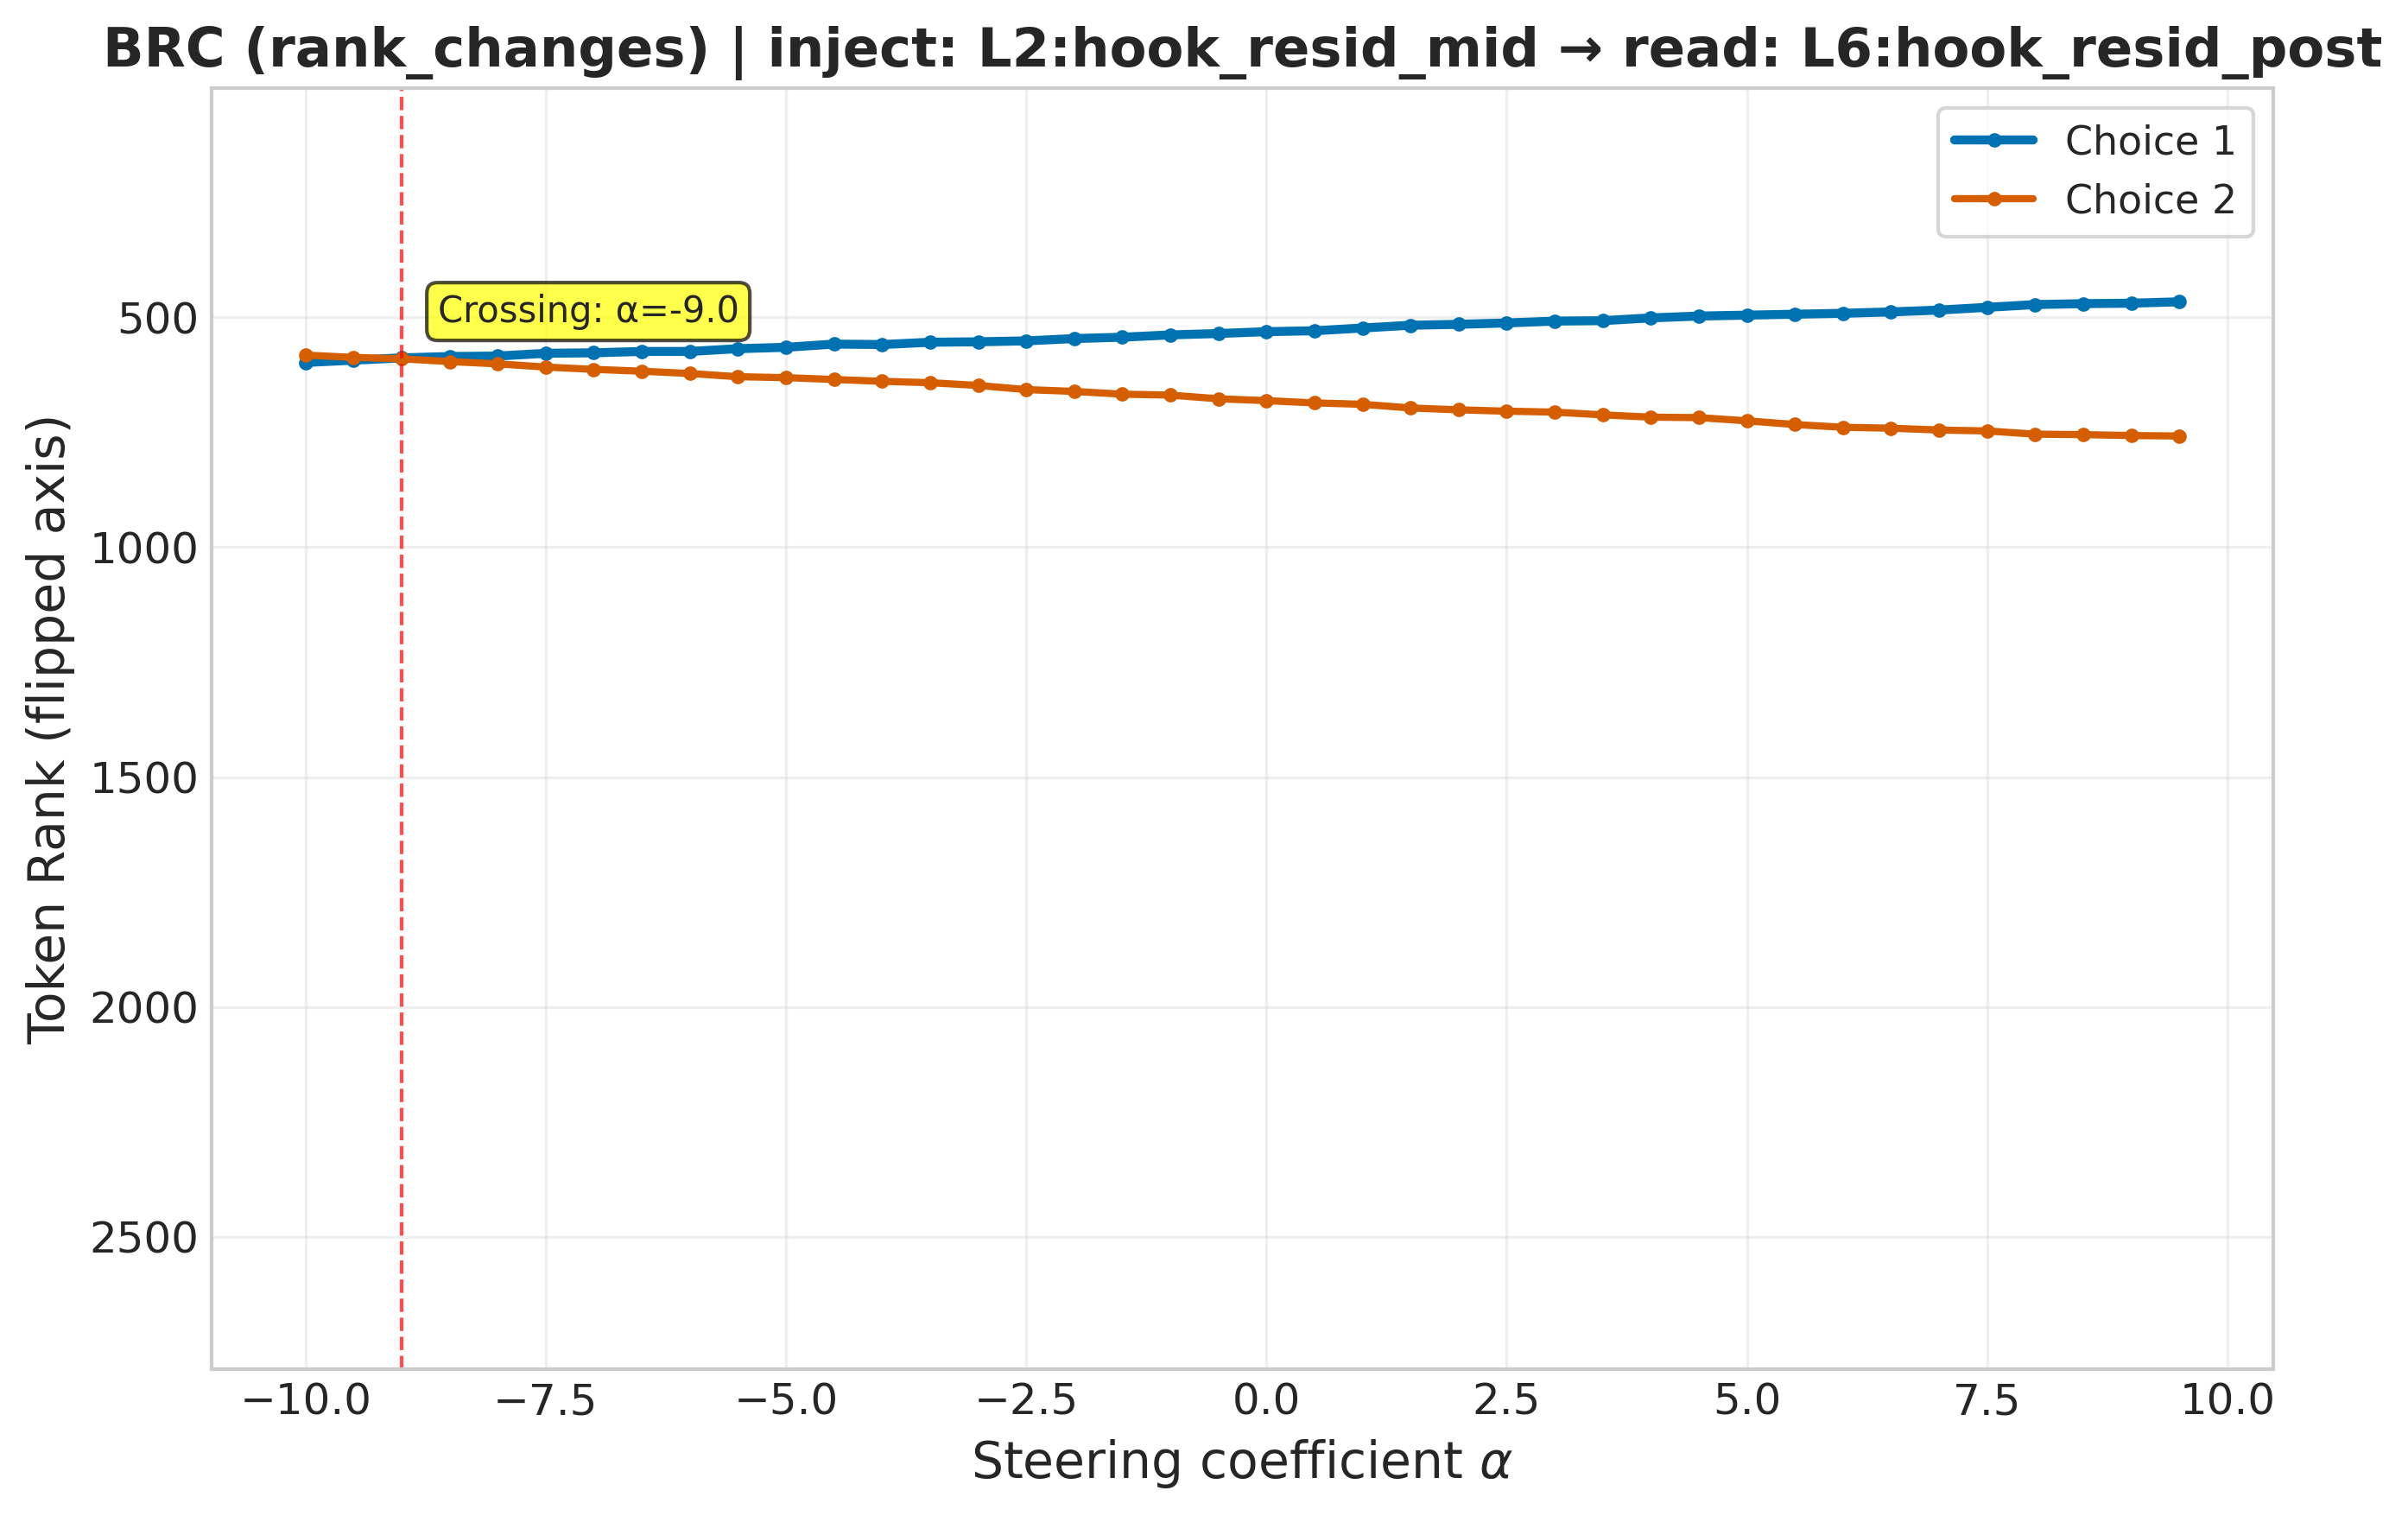 BRC (rank_changes) | inject: L2:hook_resid_mid → read: L6:hook_resid_post
Choice 1
Choice 2
Crossing: α=-9.0
Token Rank (flipped axis)
500
1000
1500
2000
2500
−10.0 −7.5 −5.0 −2.5 0.0 2.5 5.0 7.5 10.0
Steering coefficient α